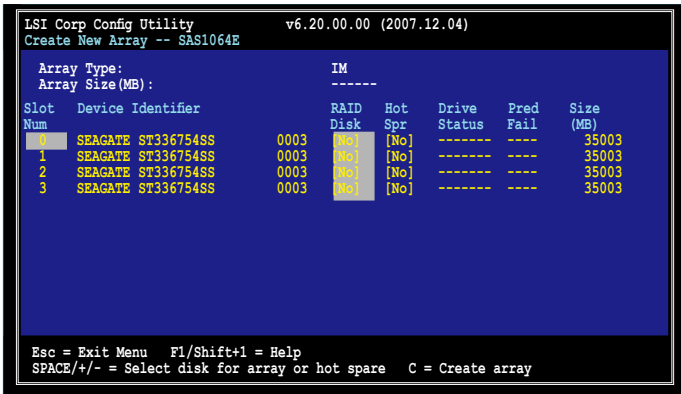 LSI Corp Config Utility v6.20.00.00 (2007.12.04)
Create New Array -- SAS1064E
Array Type: IM
Array Size(MB): ------
Slot Device Identifier RAID Hot Drive Pred Size
Num Disk Spr Status Fail (MB)
0 SEAGATE ST336754SS 0003 [No] [No] ------- ---- 35003
1 SEAGATE ST336754SS 0003 [No] [No] ------- ---- 35003
2 SEAGATE ST336754SS 0003 [No] [No] ------- ---- 35003
3 SEAGATE ST336754SS 0003 [No] [No] ------- ---- 35003
Esc = Exit Menu F1/Shift+1 = Help
SPACE/+/- = Select disk for array or hot spare C = Create array